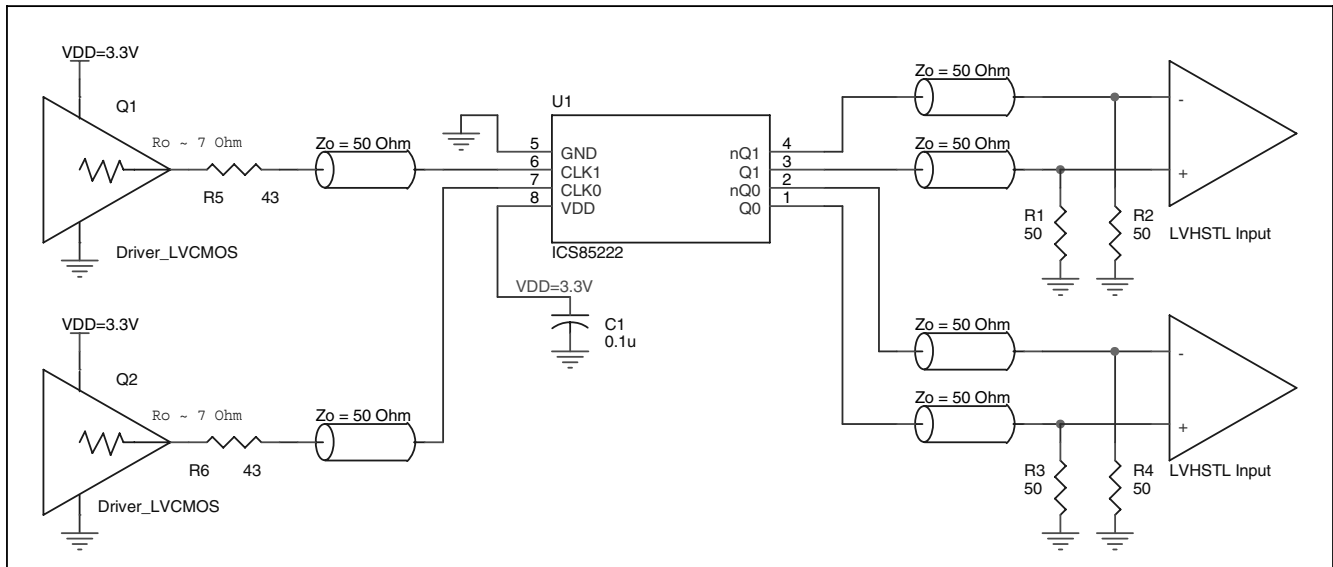 VDD=3.3V
Q1
Ro ~ 7 Ohm
R5 43
Driver_LVCMOS
Zo = 50 Ohm
VDD=3.3V
Q2
Ro ~ 7 Ohm
R6 43
Driver_LVCMOS
Zo = 50 Ohm
U1
5 GND
6 CLK1
7 CLK0
8 VDD
nQ1 4
Q1 3
nQ0 2
Q0 1
ICS85222
VDD=3.3V
C1
0.1u
Zo = 50 Ohm
Zo = 50 Ohm
-
+
R1
50
R2
50
LVHSTL Input
Zo = 50 Ohm
Zo = 50 Ohm
-
+
R3
50
R4
50
LVHSTL Input